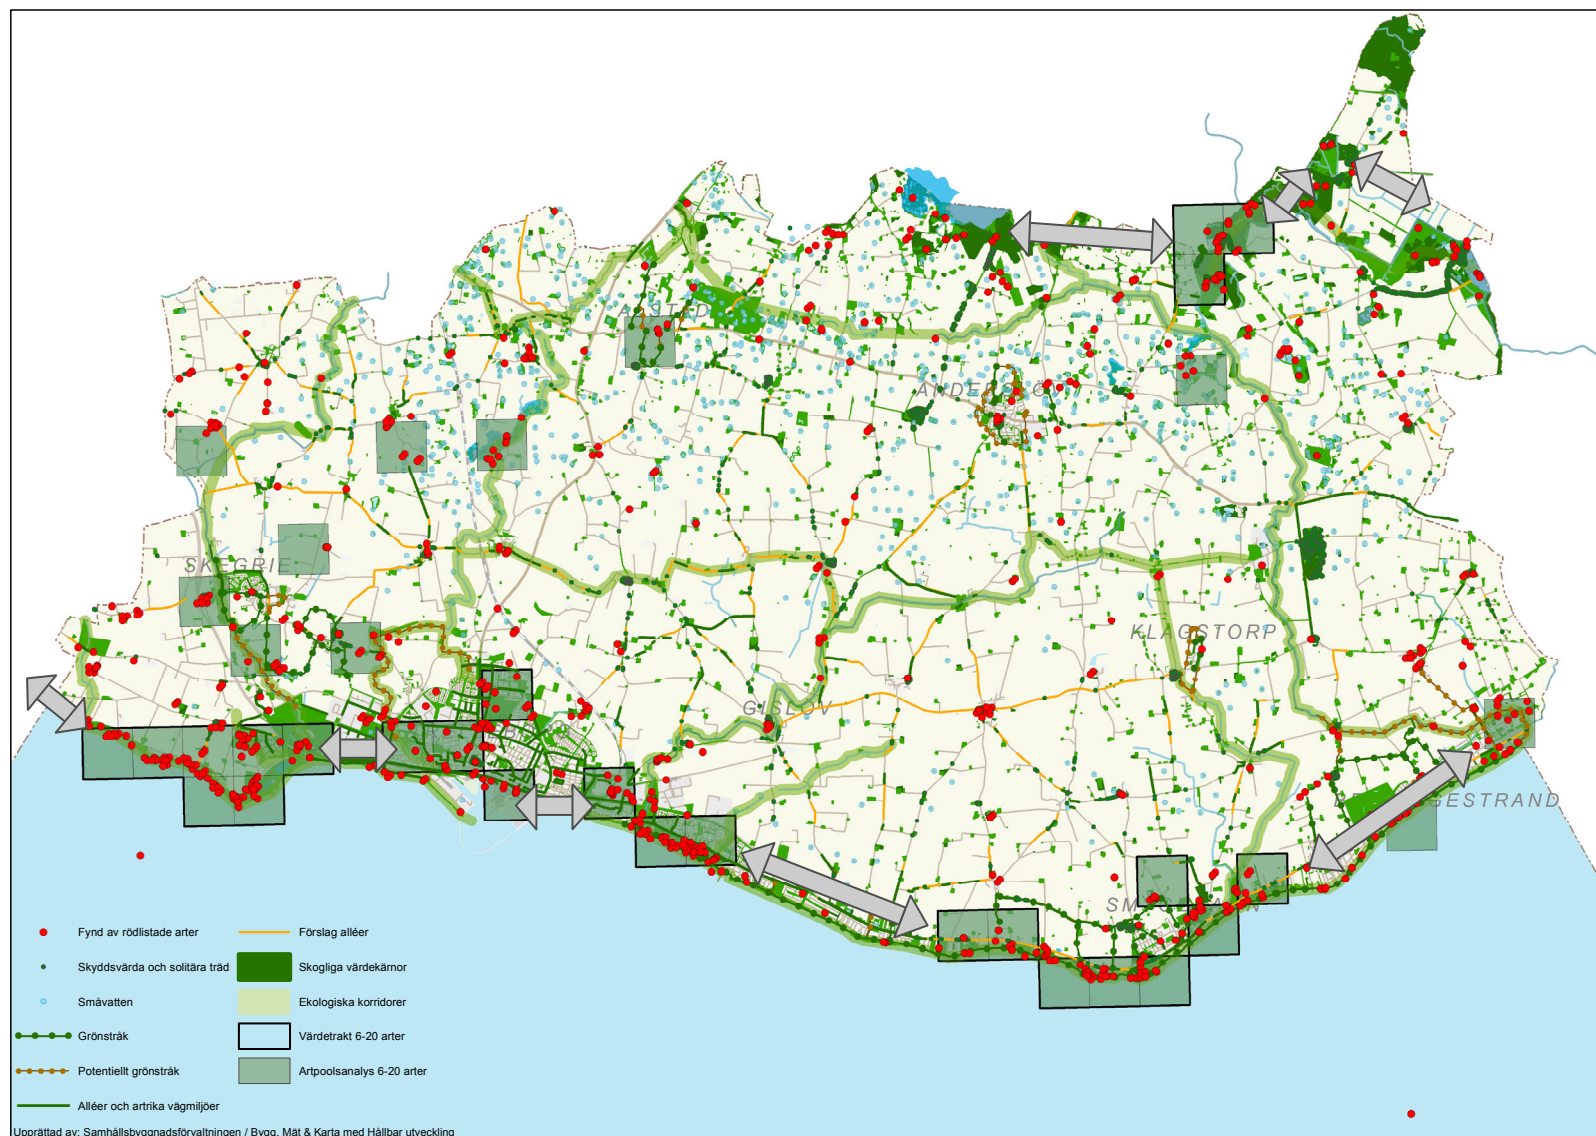 ALSTAD
ANDERSLÖV
SKEGRIE
KLAGSTORP
GISLÖV
Fynd av rödlistade arter
Skyddsvärda och solitära träd
Småvatten
Grönstråk
Potentiellt grönstråk
Alléer och artrika vägmiljöer
Förslag alléer
Skogliga värdekärnor
Ekologiska korridorer
Värdetrakt 6-20 arter
Artpoolsanalys 6-20 arter
Upprättad av: Samhällsbyggnadsförvaltningen / Bygg, Mät & Karta med Hållbar utveckling